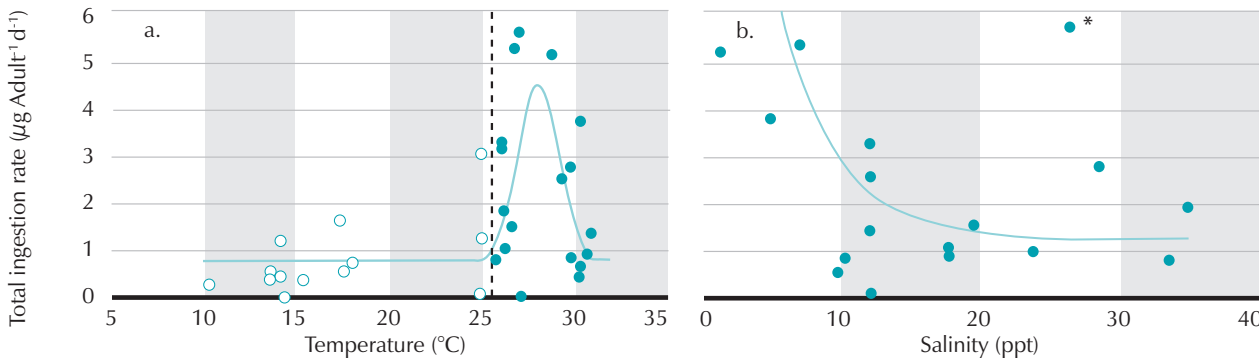 Total ingestion rate (µg Adult⁻¹ d⁻¹)
6
5
4
3
2
1
0
a.
5 10 15 20 25 30 35
Temperature (°C)
b.
*
0 10 20 30 40
Salinity (ppt)